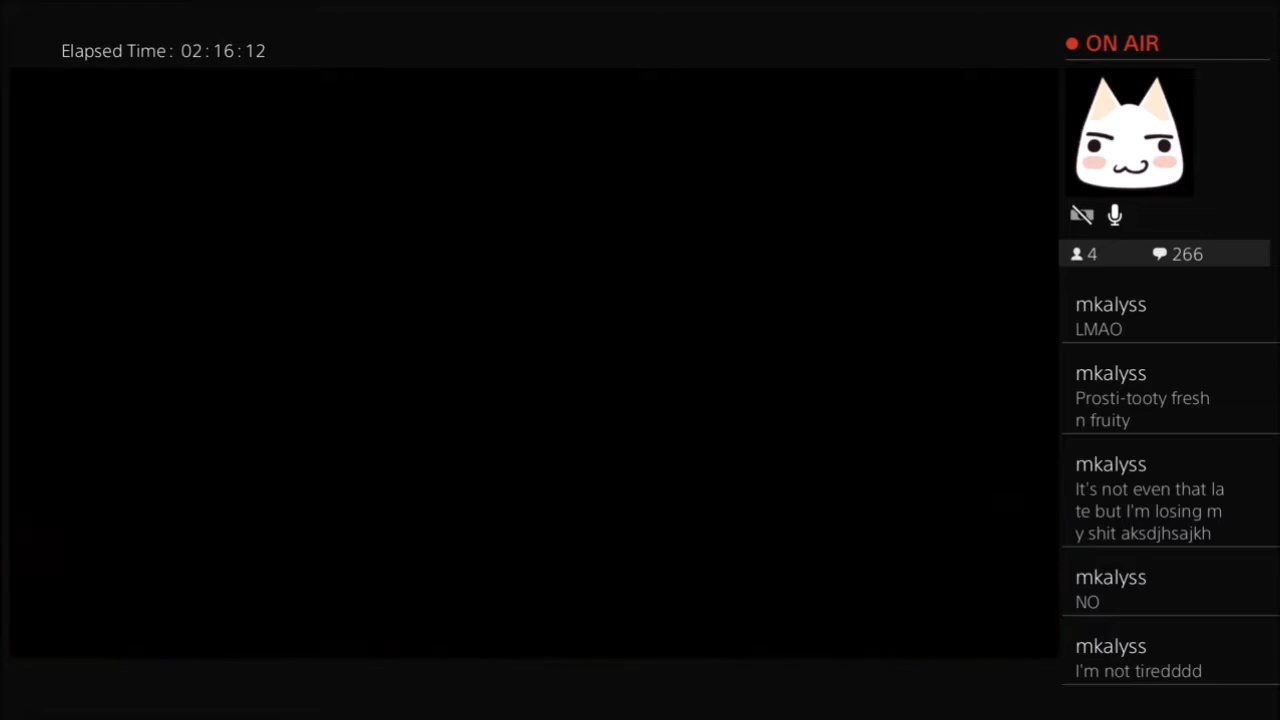 Elapsed Time: 02:16:12
ON AIR
4
266
mkalyss
LMAO
mkalyss
Prosti-tooty fresh
n fruity
mkalyss
It's not even that la
te but I'm losing m
y shit aksdjhsajkh
mkalyss
NO
mkalyss
I'm not tiredddd